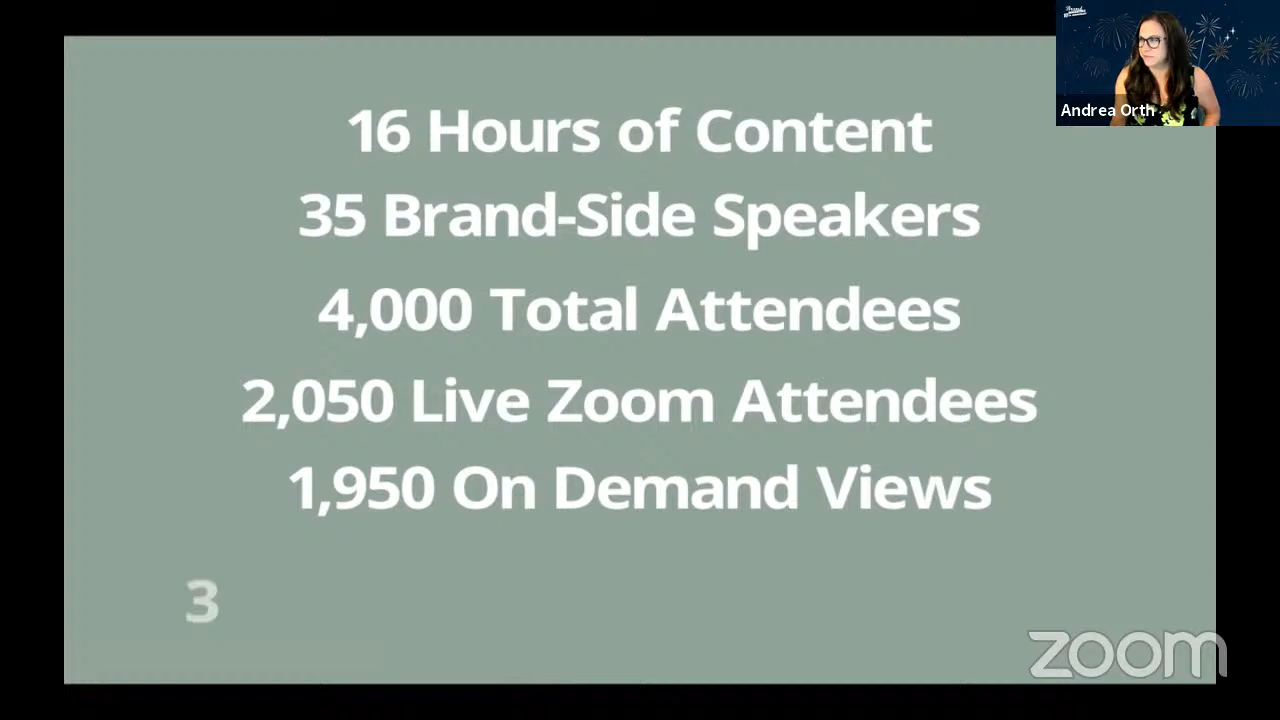 16 Hours of Content
35 Brand-Side Speakers
4,000 Total Attendees
2,050 Live Zoom Attendees
1,950 On Demand Views
3
Andrea Orth
zoom